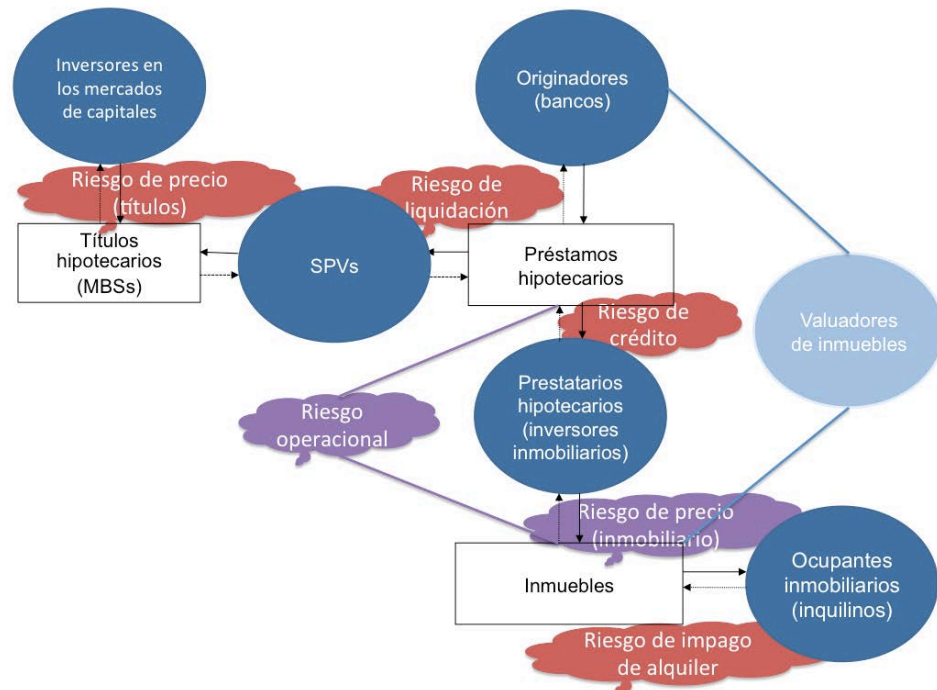 Inversores en
los mercados
de capitales
Originadores
(bancos)
Riesgo de precio
(títulos)
Riesgo de
liquidación
Títulos
hipotecarios
(MBSs)
SPVs
Préstamos
hipotecarios
Riesgo de
crédito
Valuadores
de inmuebles
Prestatarios
hipotecarios
(inversores
inmobiliarios)
Riesgo
operacional
Riesgo de precio
(inmobiliario)
Inmuebles
Ocupantes
inmobiliarios
(inquilinos)
Riesgo de impago
de alquiler